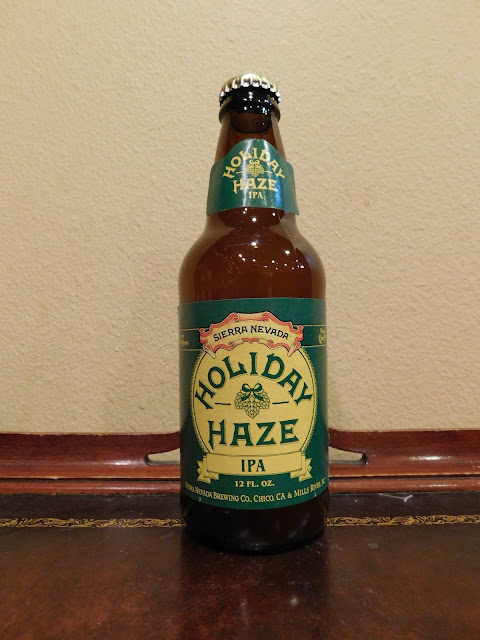 HOLIDAY
HAZE
IPA
SIERRA NEVADA
HOLIDAY
HAZE
IPA
12 FL. OZ.
SIERRA NEVADA BREWING CO., CHICO, CA & MILLS RIVER, NC